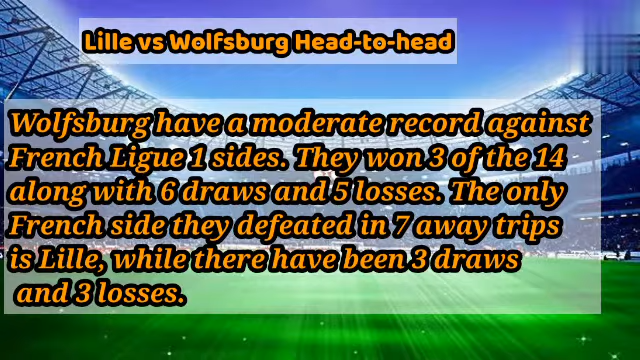 Lille vs Wolfsburg Head-to-head
Wolfsburg have a moderate record against
French Ligue 1 sides. They won 3 of the 14
along with 6 draws and 5 losses. The only
French side they defeated in 7 away trips
is Lille, while there have been 3 draws
and 3 losses.